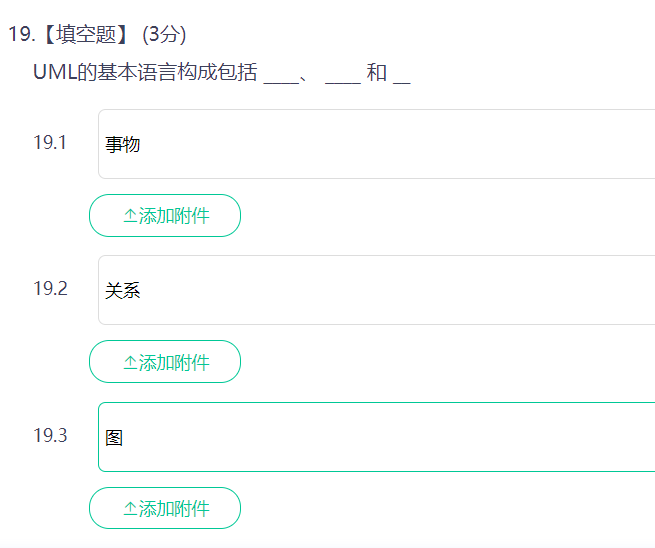 19.【填空题】 (3分)
UML的基本语言构成包括 ____、 ____ 和 __
19.1
事物
添加附件
19.2
关系
添加附件
19.3
图
添加附件